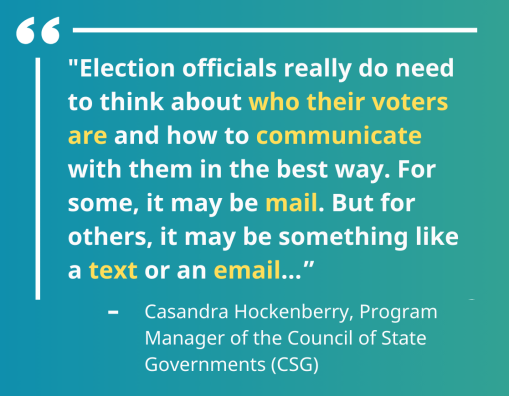 "Election officials really do need
to think about who their voters
are and how to communicate
with them in the best way. For
some, it may be mail. But for
others, it may be something like
a text or an email...”
– Casandra Hockenberry, Program
Manager of the Council of State
Governments (CSG)